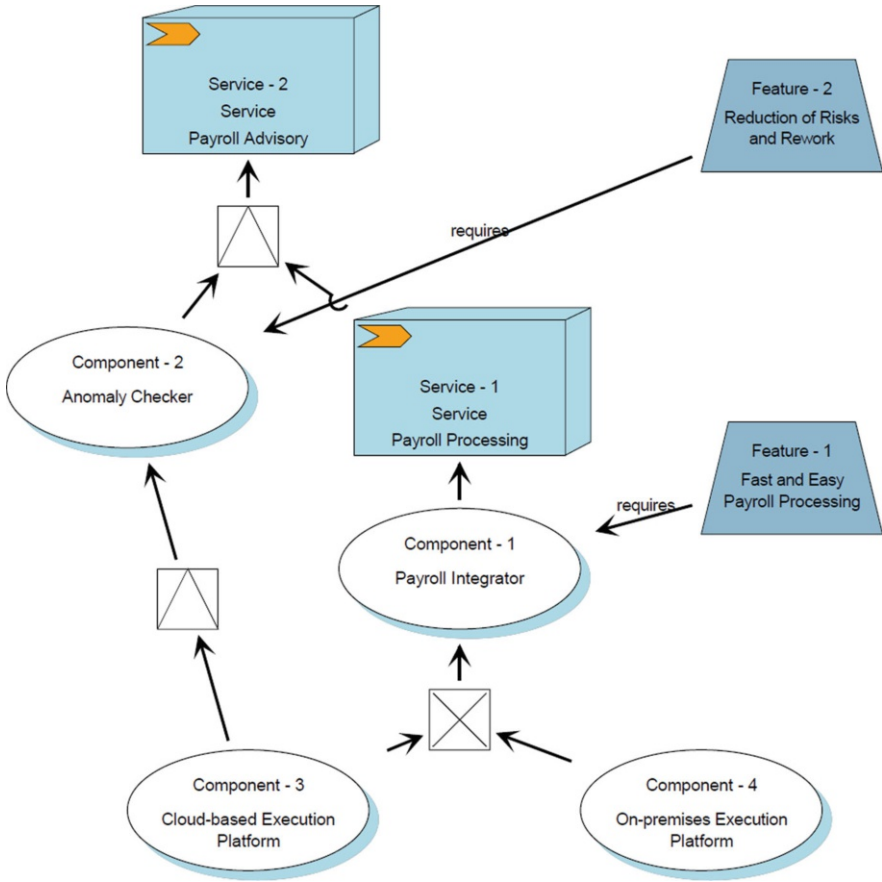 Service - 2
Service
Payroll Advisory
Feature - 2
Reduction of Risks
and Rework
requires
Component - 2
Anomaly Checker
Service - 1
Service
Payroll Processing
Feature - 1
Fast and Easy
Payroll Processing
requires
Component - 1
Payroll Integrator
Component - 3
Cloud-based Execution
Platform
Component - 4
On-premises Execution
Platform